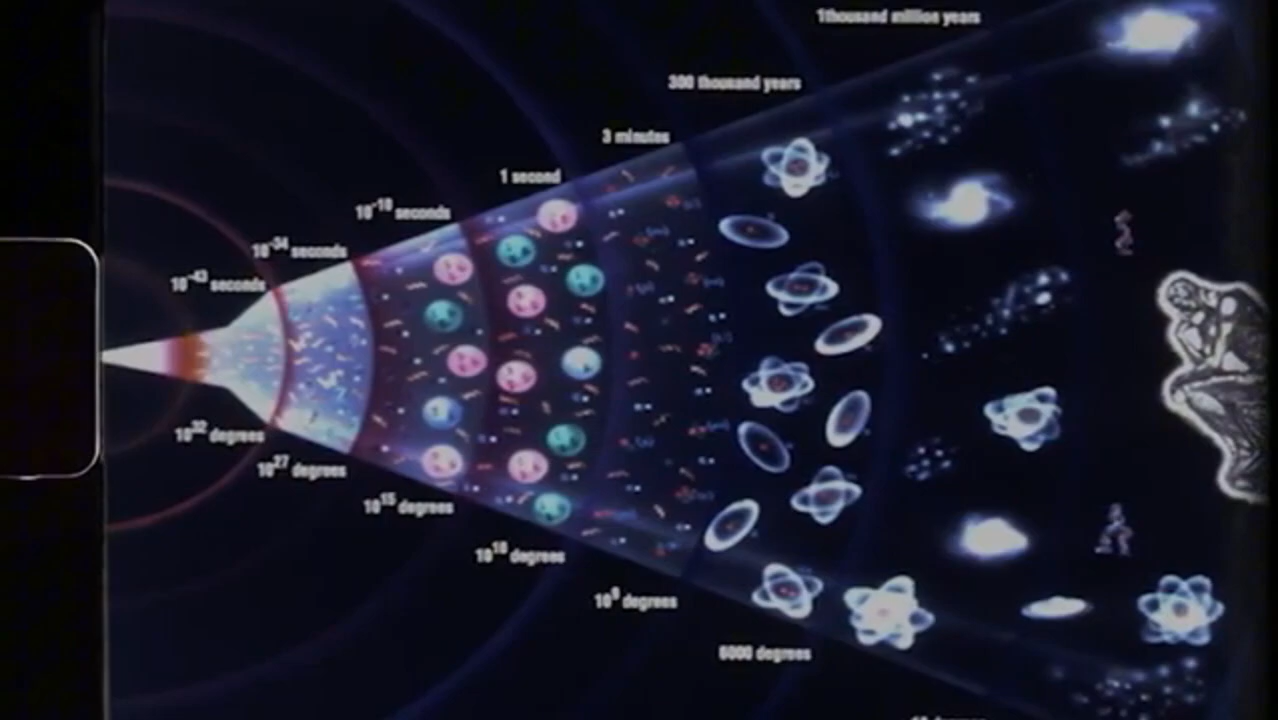 1thousand million years
300 thousand years
3 minutes
1 second
10⁻¹⁰ seconds
10⁻³⁴ seconds
10⁻⁴³ seconds
10³² degrees
10²⁷ degrees
10¹⁵ degrees
10¹⁰ degrees
10⁹ degrees
6000 degrees